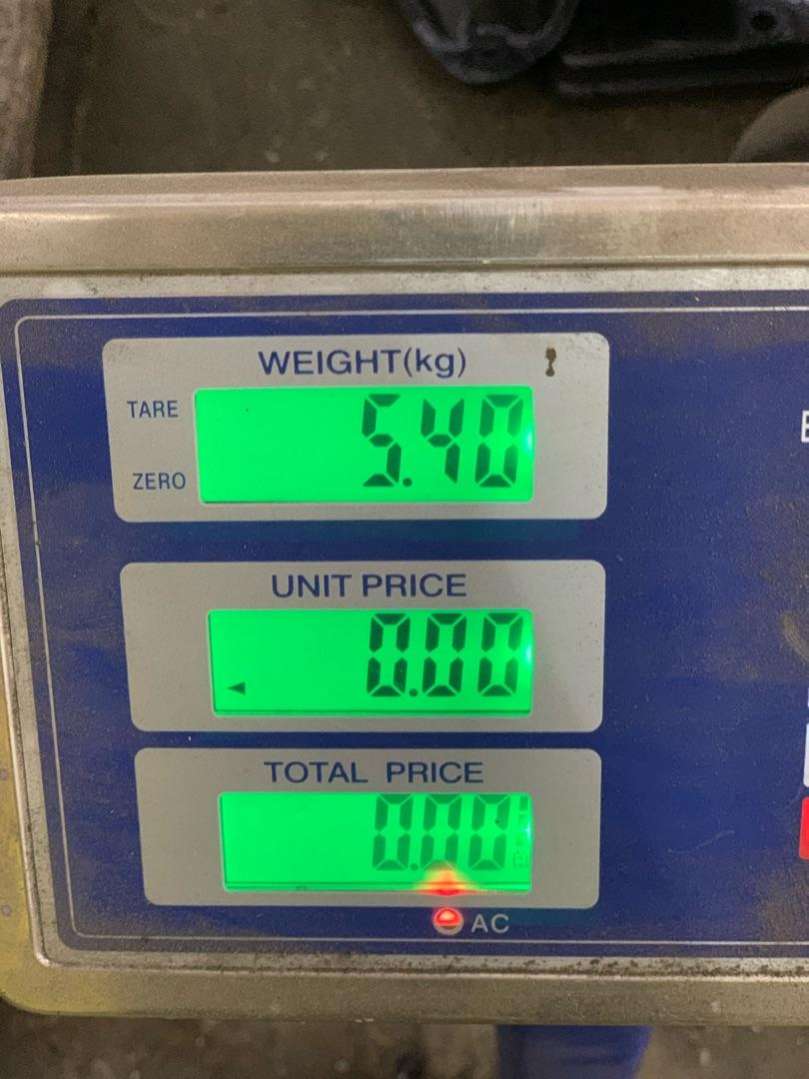 WEIGHT(kg)
TARE
5.40
ZERO
UNIT PRICE
0.00
TOTAL PRICE
0.00
AC